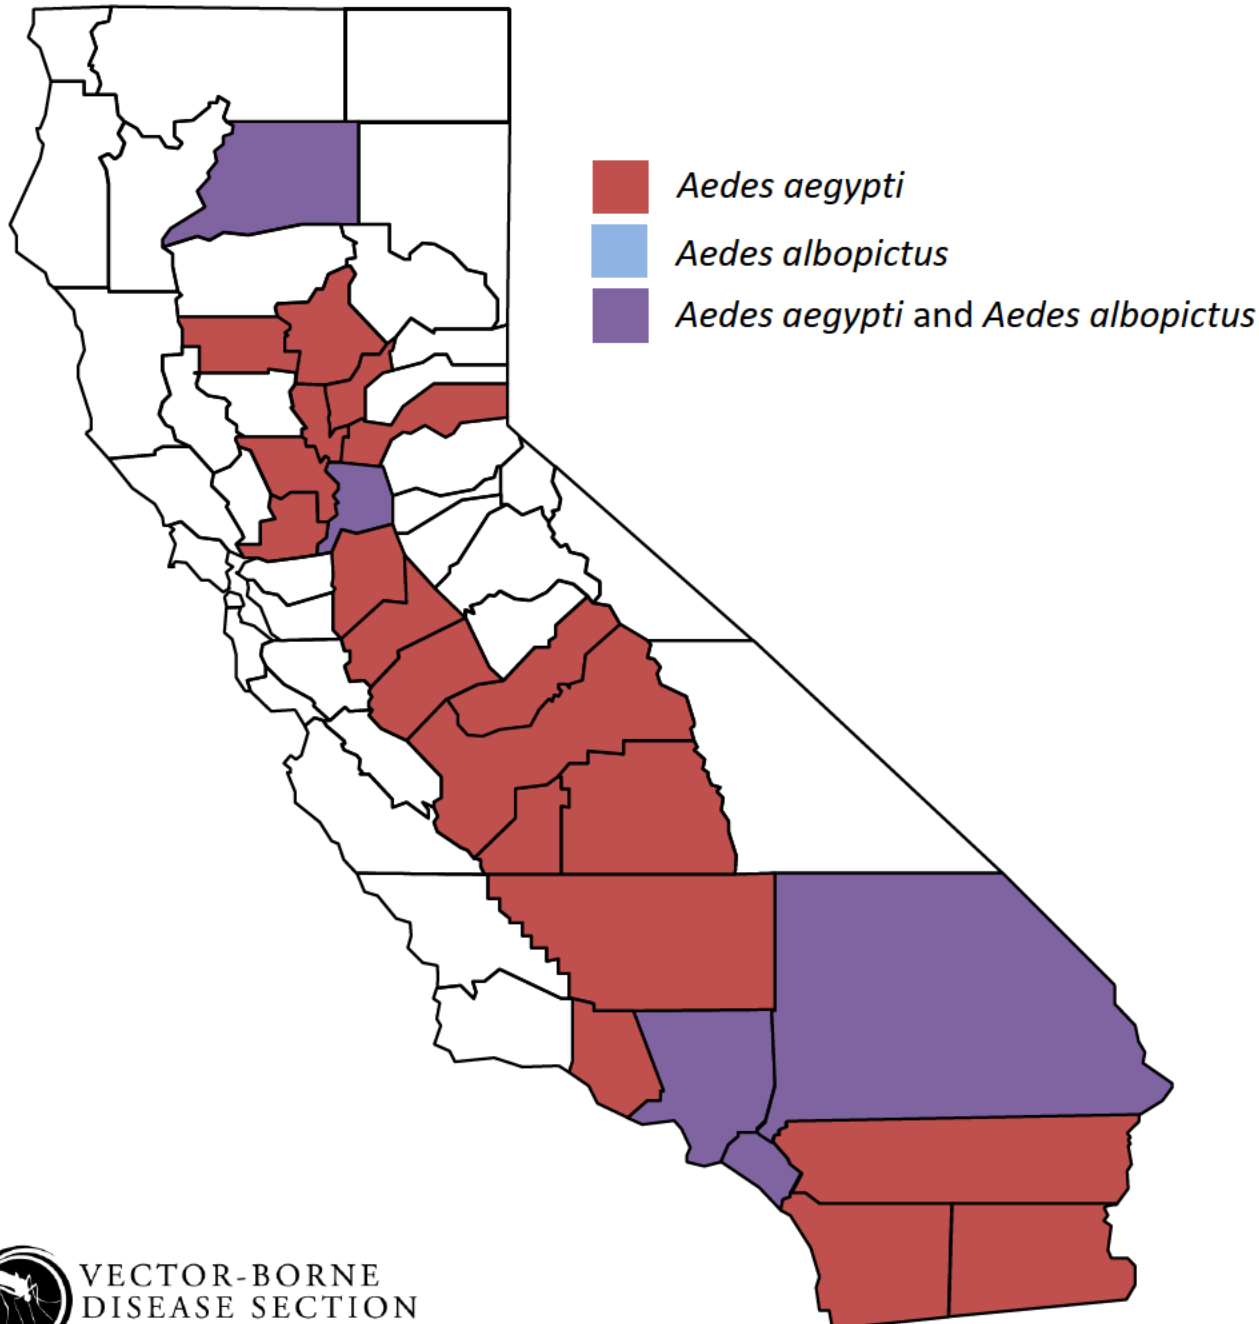 Aedes aegypti
Aedes albopictus
Aedes aegypti and Aedes albopictus
VECTOR-BORNE
DISEASE SECTION